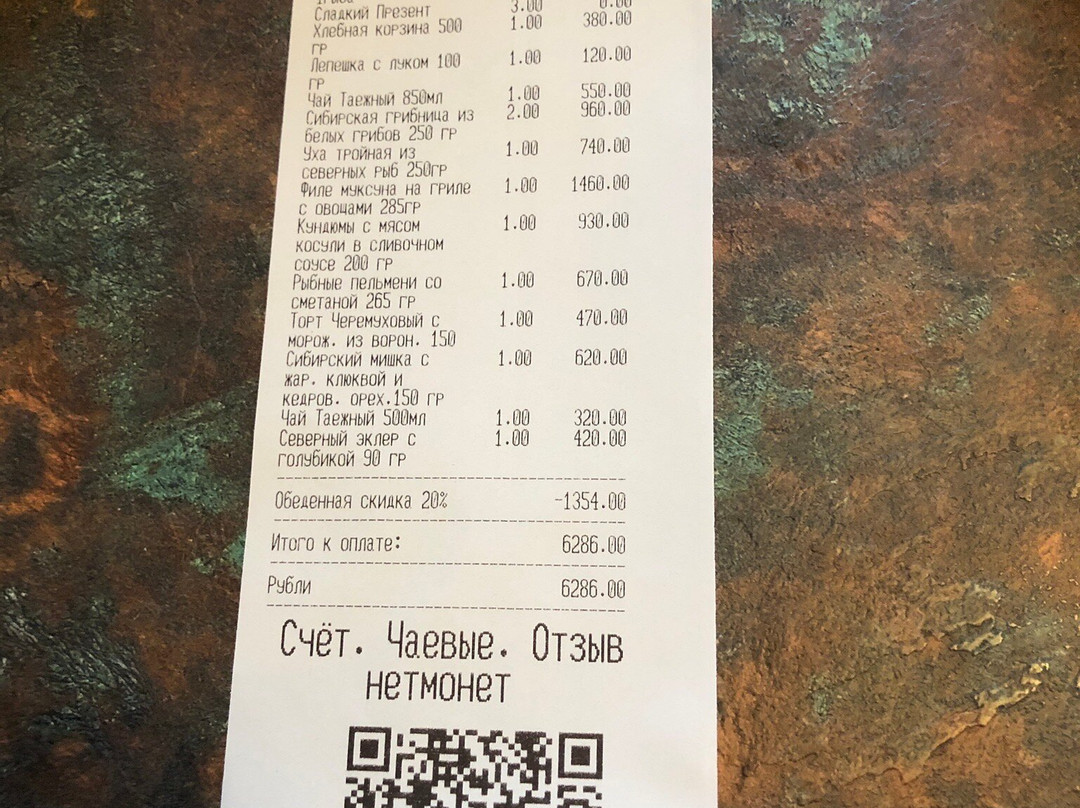 Сладкий Презент 3.00 0.00
Хлебная корзина 500 1.00 380.00
гр
Лепешка с луком 100 1.00 120.00
гр
Чай Таежный 850мл 1.00 550.00
Сибирская грибница из 2.00 960.00
белых грибов 250 гр
Уха тройная из 1.00 740.00
северных рыб 250гр
Филе муксуна на гриле 1.00 1460.00
с овощами 285гр
Кундюмы с мясом 1.00 930.00
косули в сливочном
соусе 200 гр
Рыбные пельмени со 1.00 670.00
сметаной 265 гр
Торт Черемуховый с 1.00 470.00
морож. из ворон. 150
Сибирский мишка с 1.00 620.00
жар. клюквой и
кедров. орех.150 гр
Чай Таежный 500мл 1.00 320.00
Северный эклер с 1.00 420.00
голубикой 90 гр
Обеденная скидка 20% -1354.00
Итого к оплате: 6286.00
Рубли 6286.00
Счёт. Чаевые. Отзыв
нетмонет